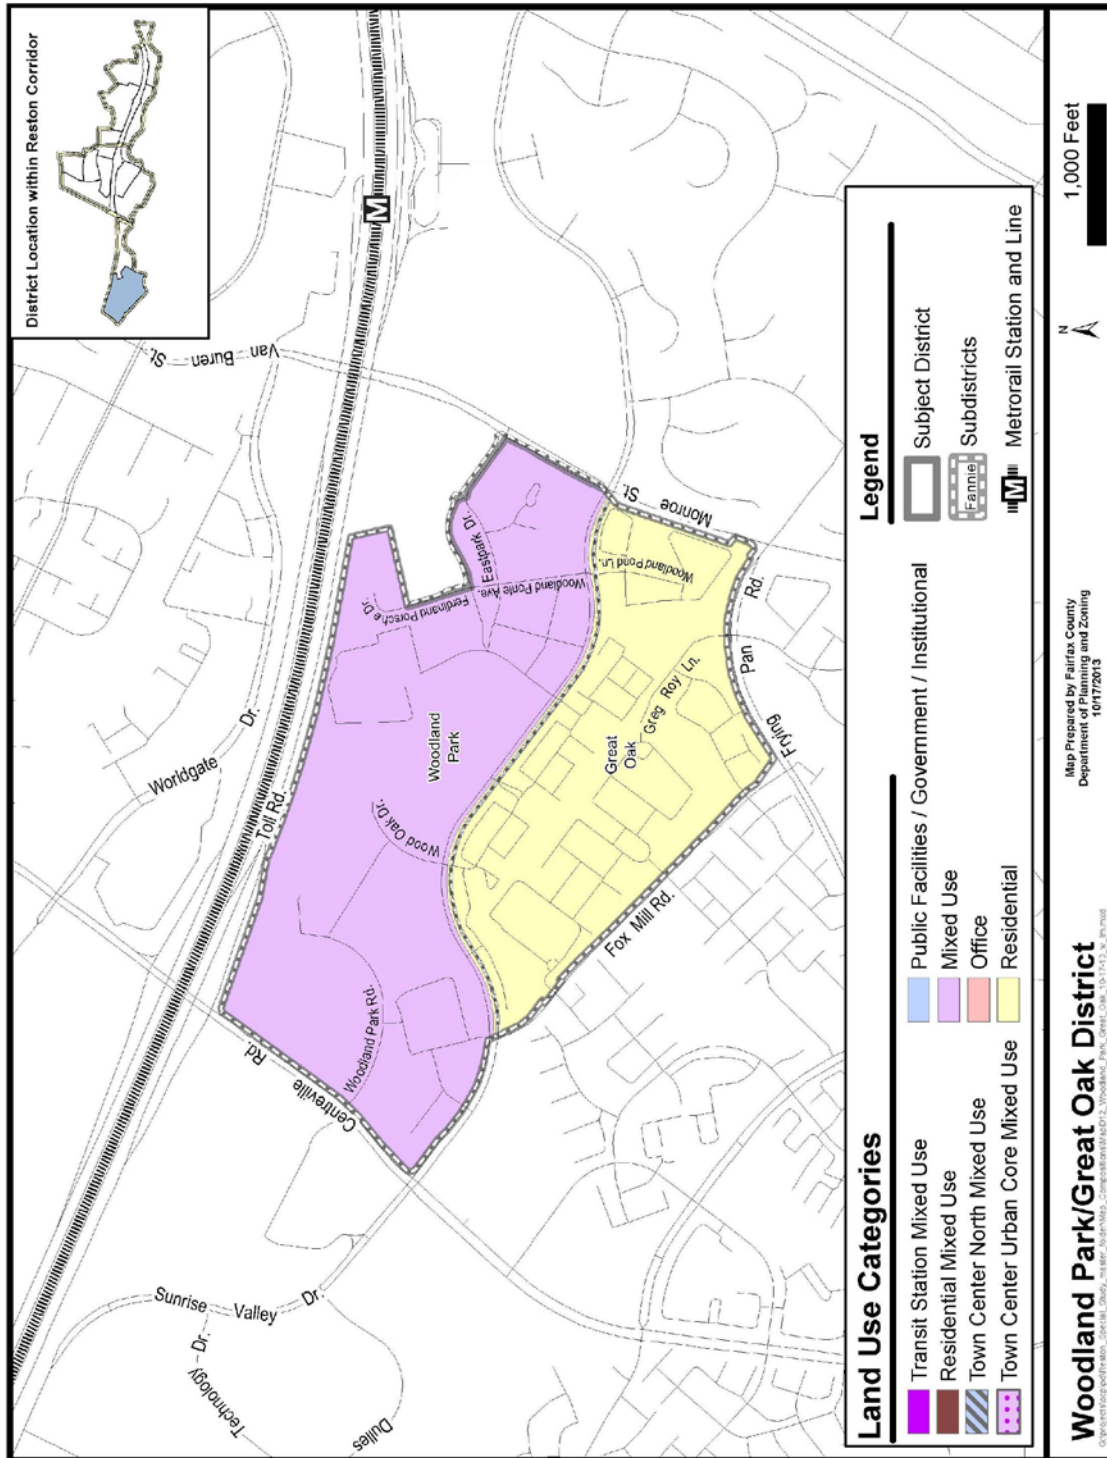 District Location within Reston Corridor
Van Buren St.
Worldgate Dr.
Toll Rd.
M
Centreville Rd.
Woodland Park Rd.
Wood Oak Dr.
Woodland
Park
Ferdinand Porsche Dr.
Eastpark Dr.
Woodland Pointe Ave.
Woodland Pond Ln.
Monroe St.
Great
Oak
Greg Roy Ln.
Frying Pan Rd.
Fox Mill Rd.
Sunrise Valley Dr.
Technology Dr.
Dulles
Land Use Categories
Transit Station Mixed Use
Residential Mixed Use
Town Center North Mixed Use
Town Center Urban Core Mixed Use
Public Facilities / Government / Institutional
Mixed Use
Office
Residential
Legend
Subject District
Fannie
Subdistricts
M
Metrorail Station and Line
Woodland Park/Great Oak District
Map Prepared by Fairfax County
Department of Planning and Zoning
10/17/2013
N
1,000 Feet